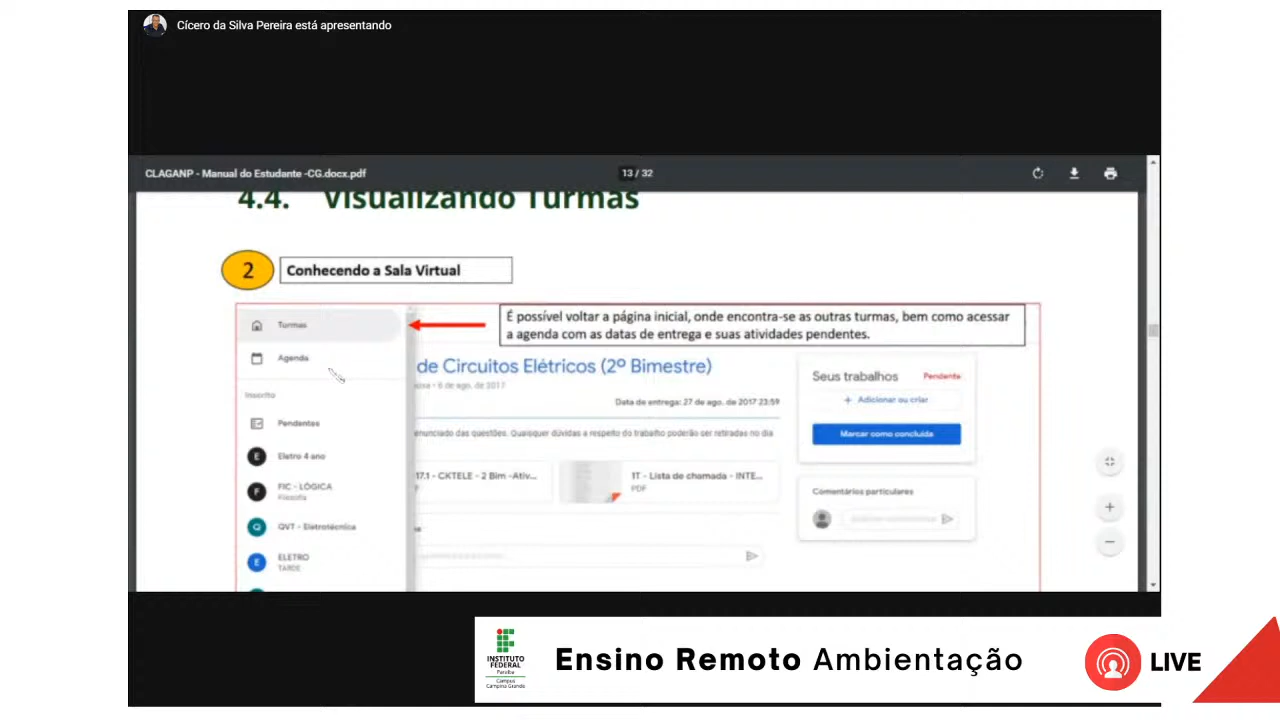 Cícero da Silva Pereira está apresentando
CLAGANP - Manual do Estudante -CG.docx.pdf
13 / 32
4.4. Visualizando Turmas
2
Conhecendo a Sala Virtual
É possível voltar a página inicial, onde encontra-se as outras turmas, bem como acessar
a agenda com as datas de entrega e suas atividades pendentes.
Turmas
Agenda
Inscrito
Pendentes
E
Eletro 4 ano
F
FIC - LÓGICA
Filosofia
Q
QVT - Eletrotécnica
E
ELETRO
TARDE
de Circuitos Elétricos (2º Bimestre)
6 de ago. de 2017
Data de entrega: 27 de ago. de 2017 23:59
enunciado das questões. Quaisquer dúvidas a respeito do trabalho poderão ser retiradas no dia
17.1 - CKTELE - 2 Bim -Ativ...
1T - Lista de chamada - INTE...
PDF
Seus trabalhos
Pendente
+ Adicionar ou criar
Marcar como concluída
Comentários particulares
INSTITUTO
FEDERAL
Paraíba
Campus
Campina Grande
Ensino Remoto Ambientação
LIVE